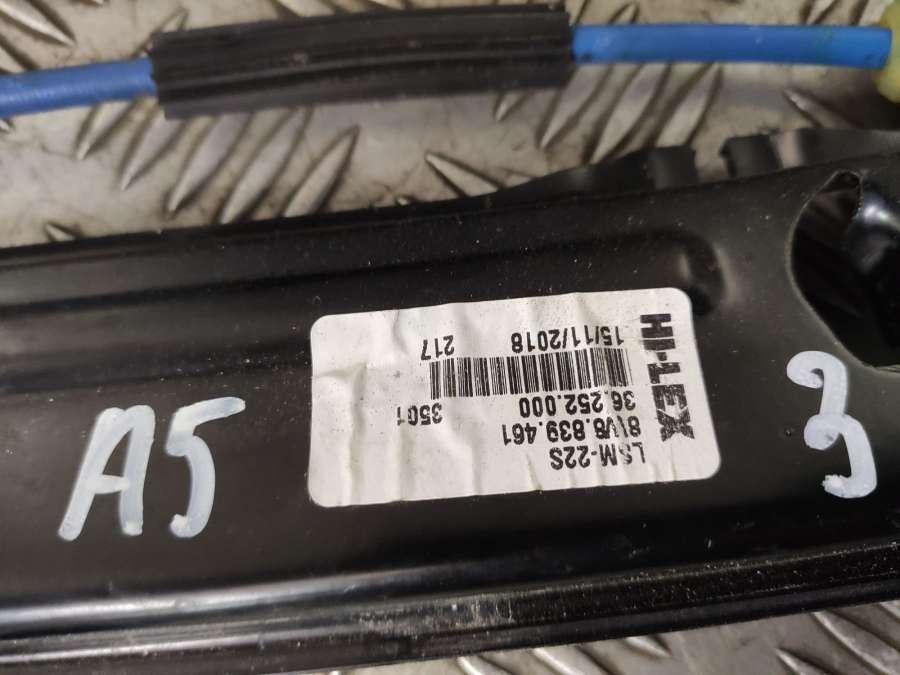 A5
3
HI-LEX
15/11/2018 217
36.252.000 3501
8W8.839.461
LSM-22S